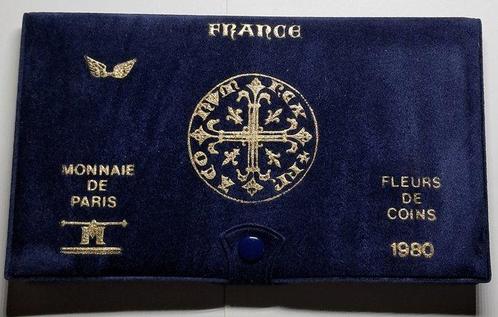 FRANCE
MONNAIE
DE
PARIS
FLEURS
DE
COINS
1980